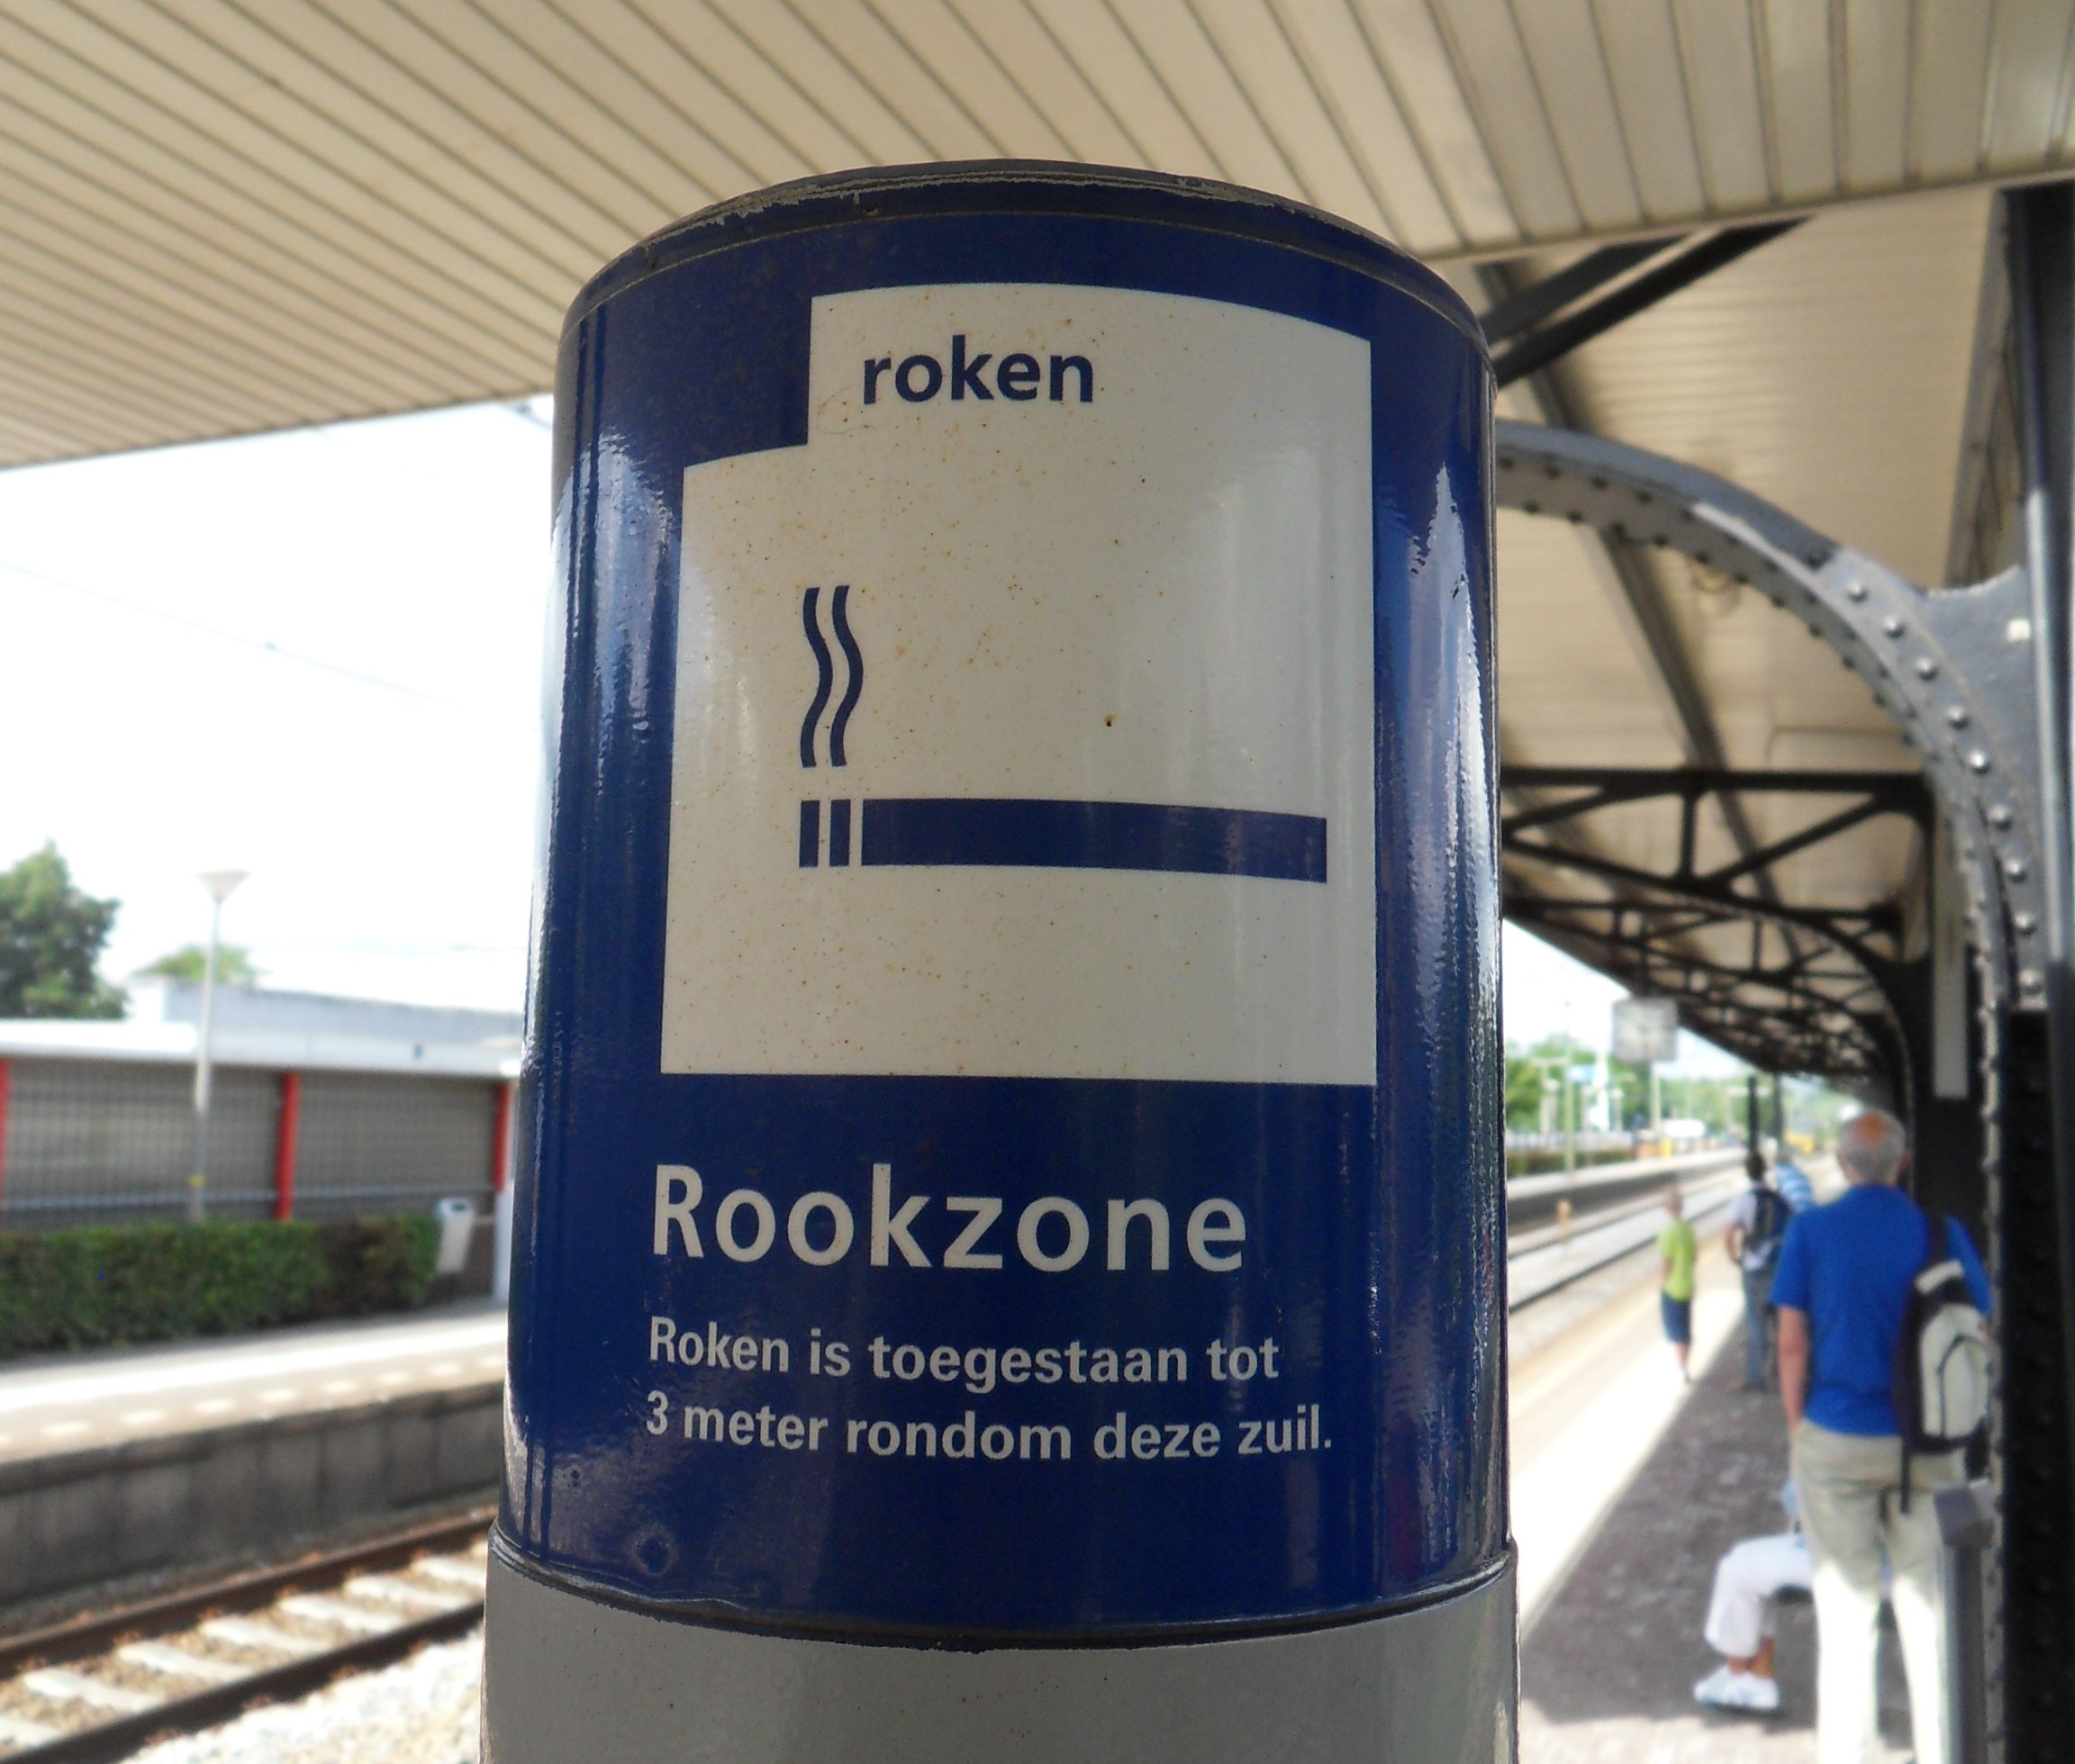 roken
Rookzone
Roken is toegestaan tot
3 meter rondom deze zuil.